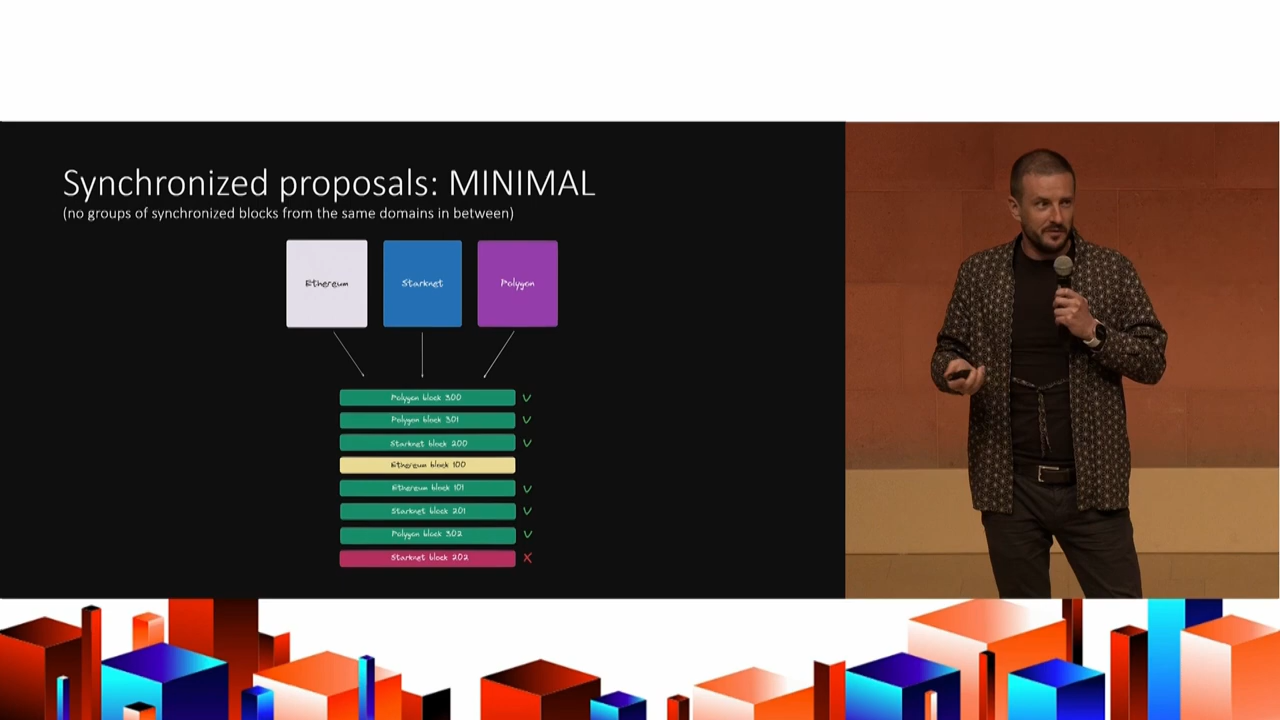 Synchronized proposals: MINIMAL
(no groups of synchronized blocks from the same domains in between)
Ethereum
Starknet
Polygon
Polygon block 300
Polygon block 301
Starknet block 200
Ethereum block 100
Ethereum block 101
Starknet block 201
Polygon block 302
Starknet block 202